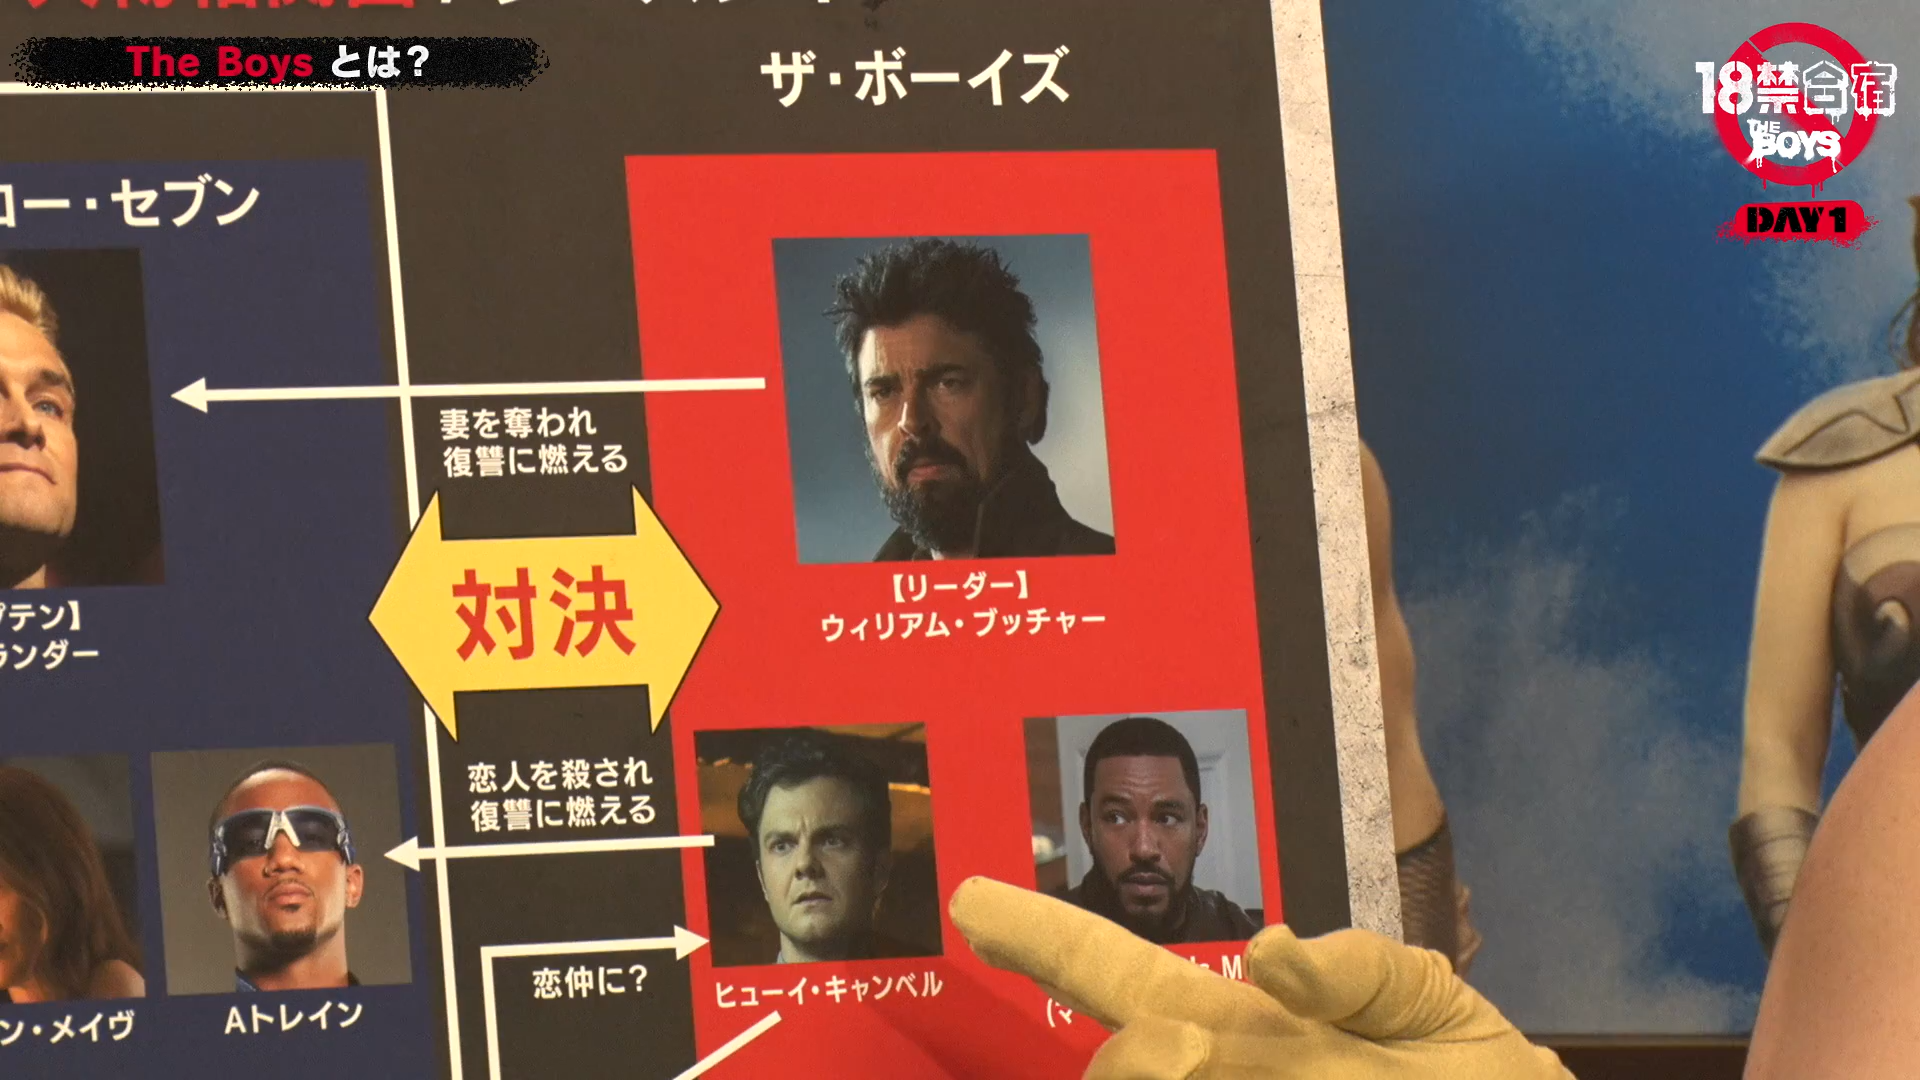 The Boys とは?
18禁合宿
THE
BOYS
DAY1
ザ・ボーイズ
ロー・セブン
妻を奪われ
復讐に燃える
対決
【リーダー】
ウィリアム・ブッチャー
プテン】
ランダー
恋人を殺され
復讐に燃える
恋仲に?
ン・メイヴ
Aトレイン
ヒューイ・キャンベル
M
(マ